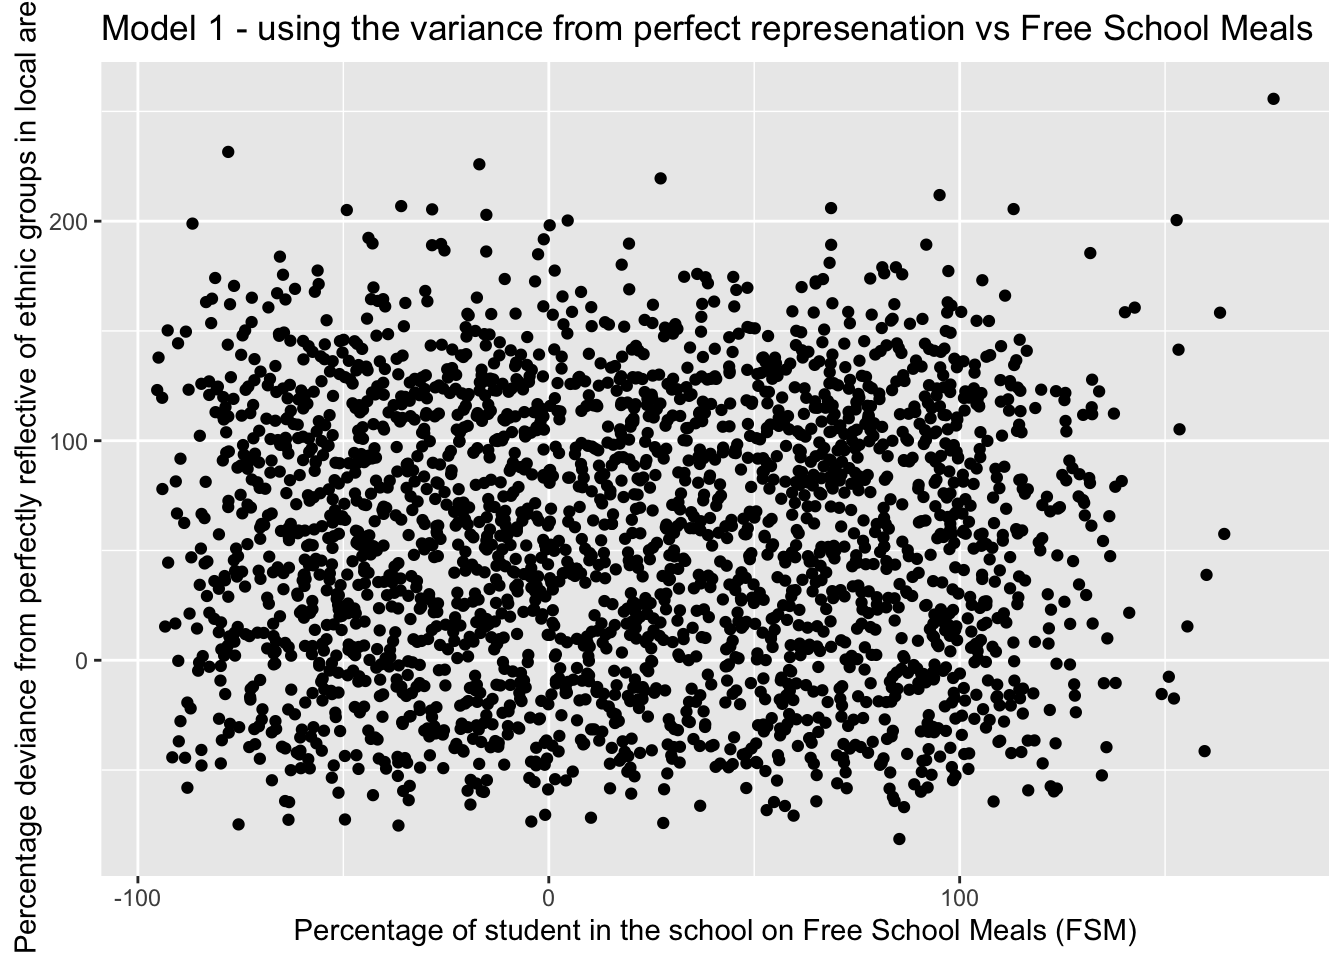 Model 1 - using the variance from perfect represenation vs Free School Meals
Percentage deviance from perfectly reflective of ethnic groups in local are
200
100
0
-100
0
100
Percentage of student in the school on Free School Meals (FSM)